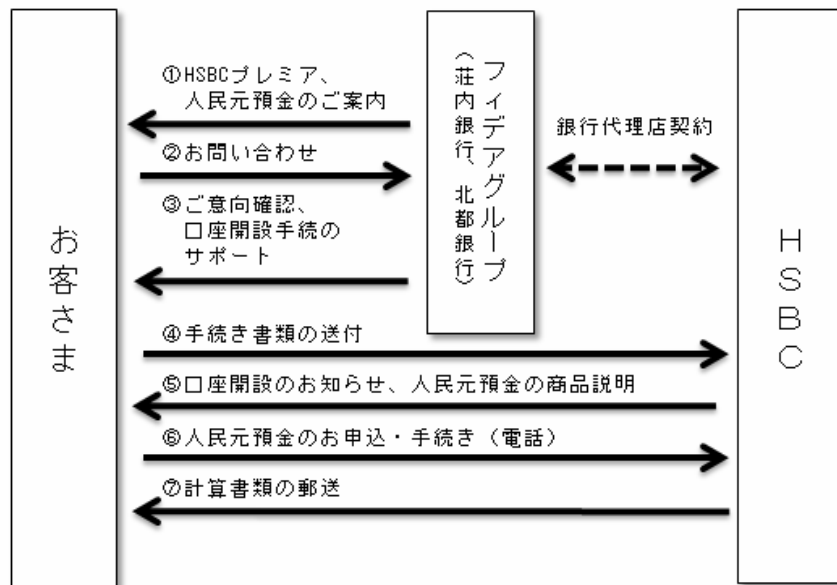 ①HSBCプレミア、
人民元預金のご案内
②お問い合わせ
③ご意向確認、
口座開設手続の
サポート
フィデアグループ
(荘内銀行、北都銀行)
銀行代理店契約
お客さま
HSBC
④手続き書類の送付
⑤口座開設のお知らせ、人民元預金の商品説明
⑥人民元預金のお申込・手続き（電話）
⑦計算書類の郵送